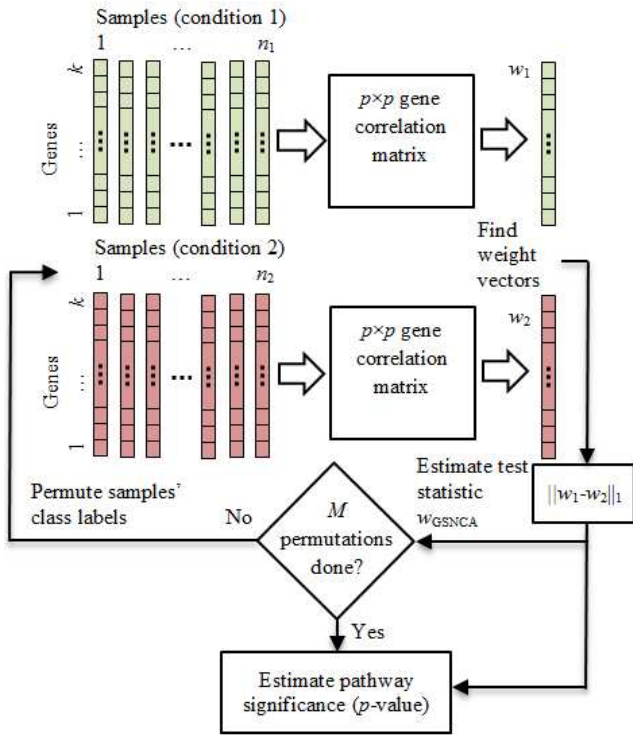 Samples (condition 1)
1 ... n1
k
Genes
...
1
p×p gene
correlation
matrix
w1
Samples (condition 2)
1 ... n2
k
Genes
...
1
p×p gene
correlation
matrix
Find
weight
vectors
w2
Permute samples'
class labels
No
M
permutations
done?
Estimate test
statistic
wGSNCA
||w1-w2||1
Yes
Estimate pathway
significance (p-value)